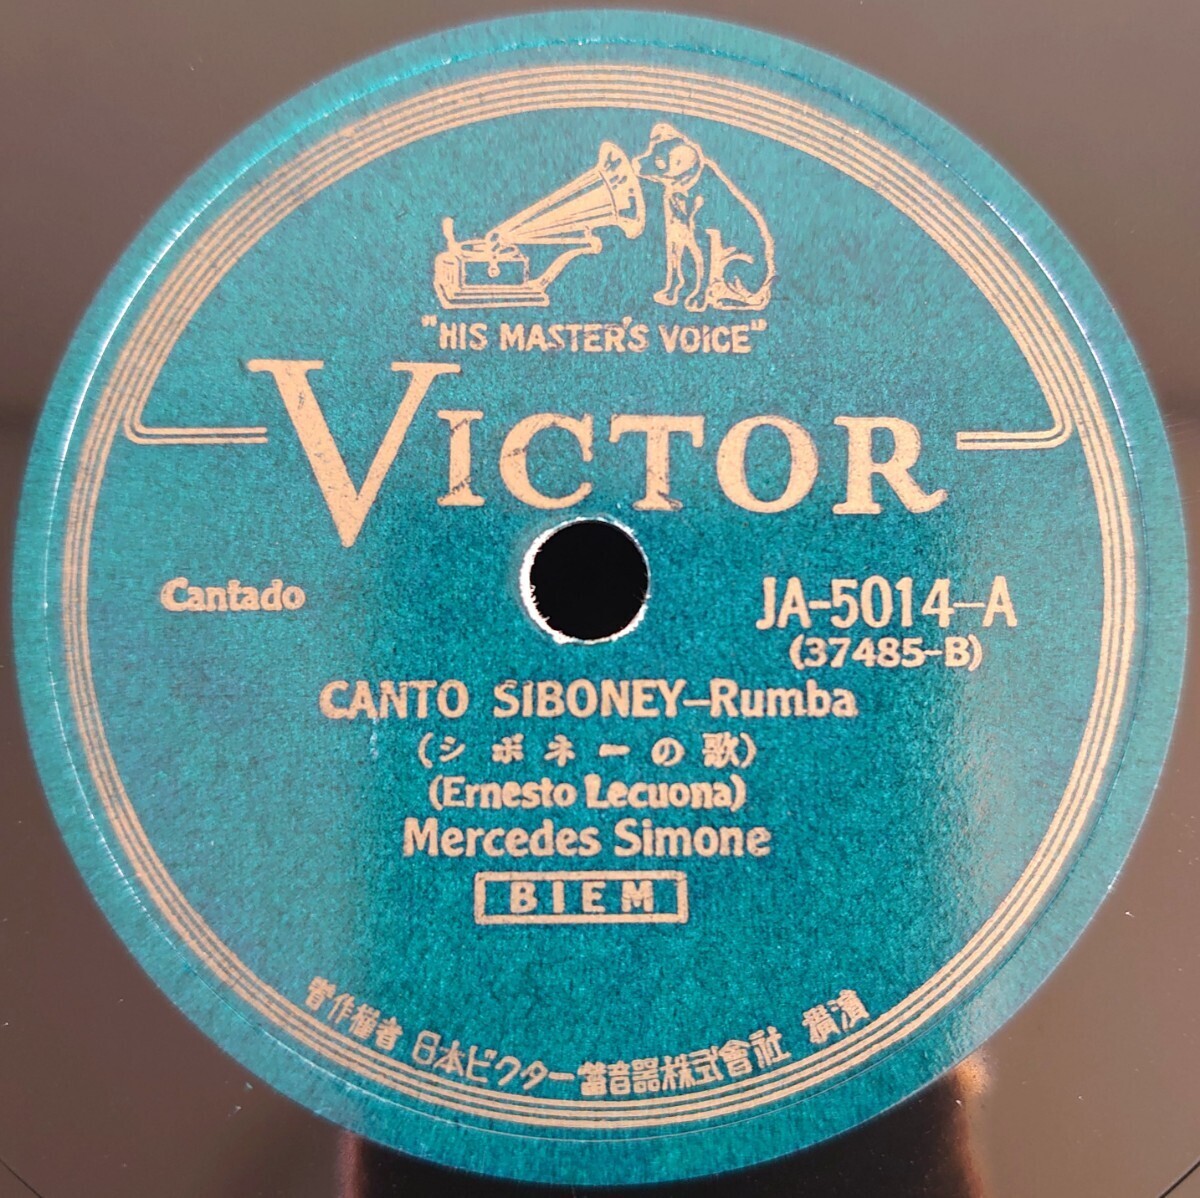 "HIS MASTER'S VOICE"
VICTOR
Cantado
JA-5014-A
(37485-B)
CANTO SIBONEY-Rumba
(シボネーの歌)
(Ernesto Lecuona)
Mercedes Simone
BIEM
著作權者 日本ビクター蓄音器株式會社 橫濱